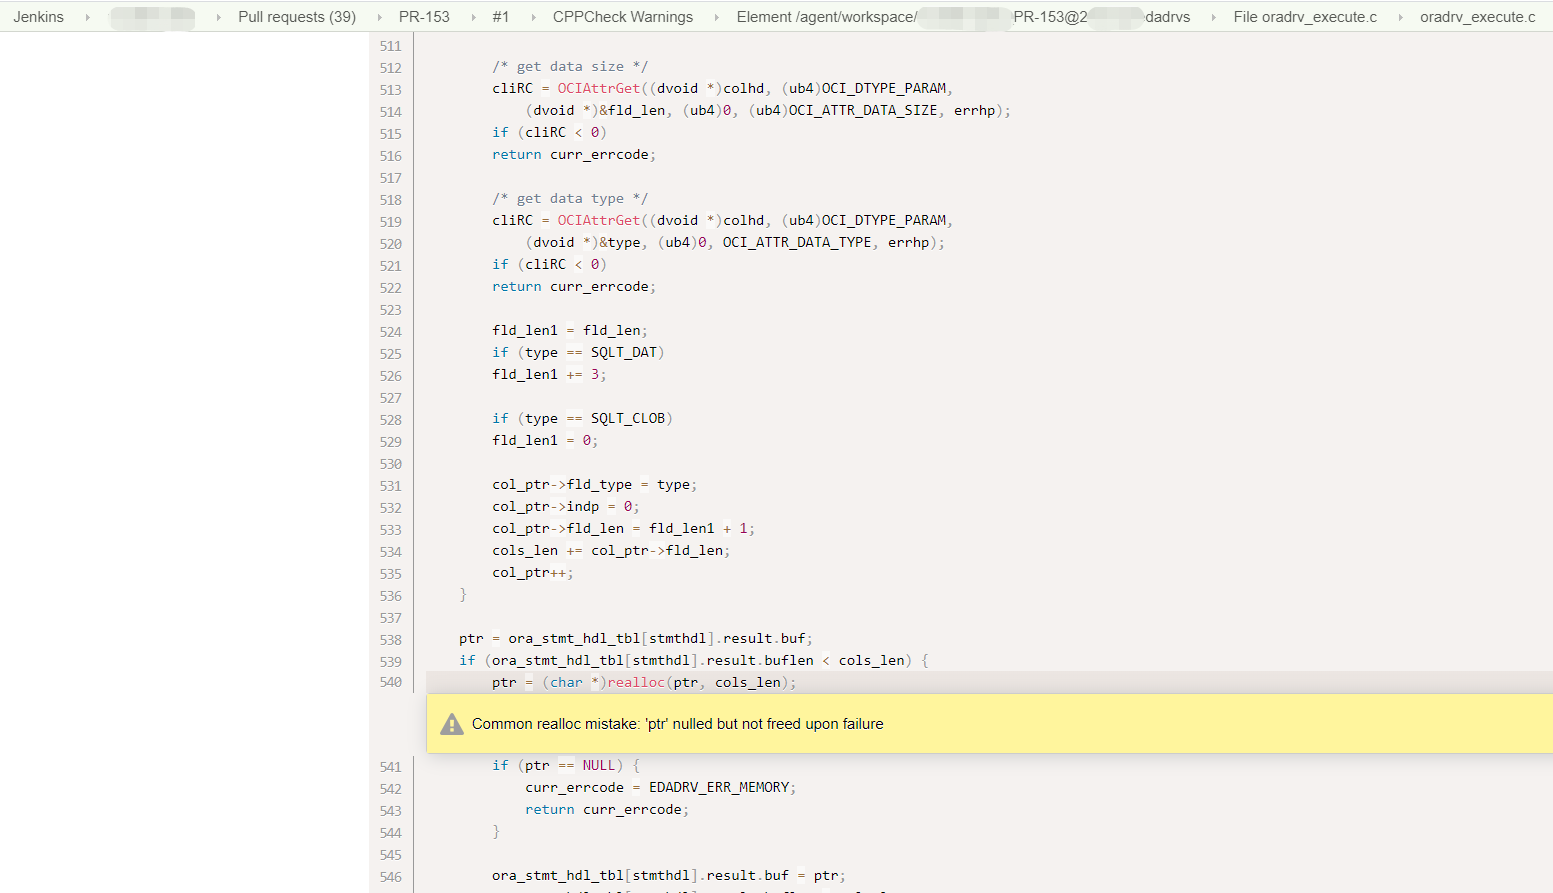 Jenkins Pull requests (39) PR-153 #1 CPPCheck Warnings Element /agent/workspace/ PR-153@2 dadrvs File oradrv_execute.c oradrv_execute.c
511
512 /* get data size */
513 cliRC = OCIAttrGet((dvoid *)colhd, (ub4)OCI_DTYPE_PARAM,
514 (dvoid *)&fld_len, (ub4)0, (ub4)OCI_ATTR_DATA_SIZE, errhp);
515 if (cliRC < 0)
516 return curr_errcode;
517
518 /* get data type */
519 cliRC = OCIAttrGet((dvoid *)colhd, (ub4)OCI_DTYPE_PARAM,
520 (dvoid *)&type, (ub4)0, OCI_ATTR_DATA_TYPE, errhp);
521 if (cliRC < 0)
522 return curr_errcode;
523
524 fld_len1 = fld_len;
525 if (type == SQLT_DAT)
526 fld_len1 += 3;
527
528 if (type == SQLT_CLOB)
529 fld_len1 = 0;
530
531 col_ptr->fld_type = type;
532 col_ptr->indp = 0;
533 col_ptr->fld_len = fld_len1 + 1;
534 cols_len += col_ptr->fld_len;
535 col_ptr++;
536 }
537
538 ptr = ora_stmt_hdl_tbl[stmthdl].result.buf;
539 if (ora_stmt_hdl_tbl[stmthdl].result.buflen < cols_len) {
540 ptr = (char *)realloc(ptr, cols_len);
Common realloc mistake: 'ptr' nulled but not freed upon failure
541 if (ptr == NULL) {
542 curr_errcode = EDADRV_ERR_MEMORY;
543 return curr_errcode;
544 }
545
546 ora_stmt_hdl_tbl[stmthdl].result.buf = ptr;